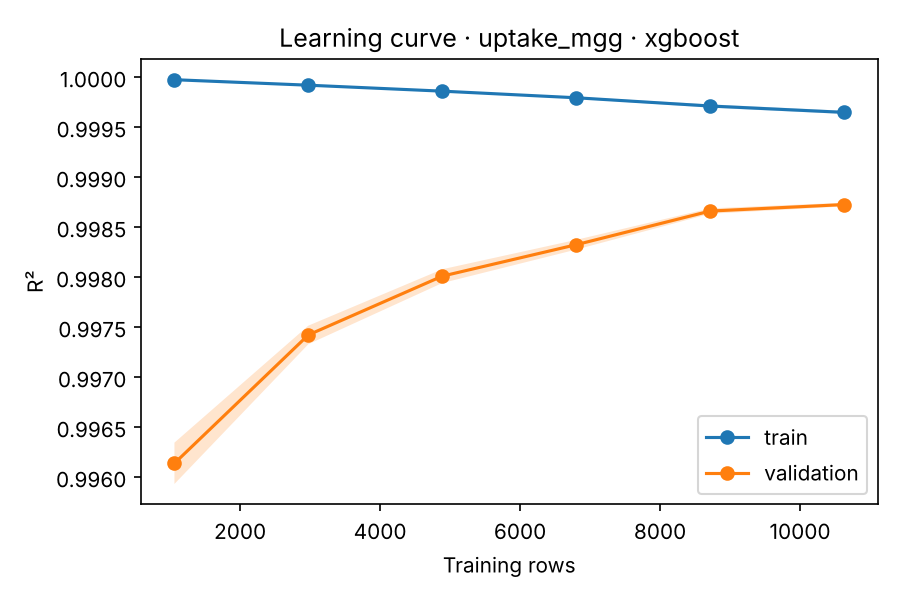 Learning curve · uptake_mgg · xgboost
R²
1.0000
0.9995
0.9990
0.9985
0.9980
0.9975
0.9970
0.9965
0.9960
train
validation
2000
4000
6000
8000
10000
Training rows